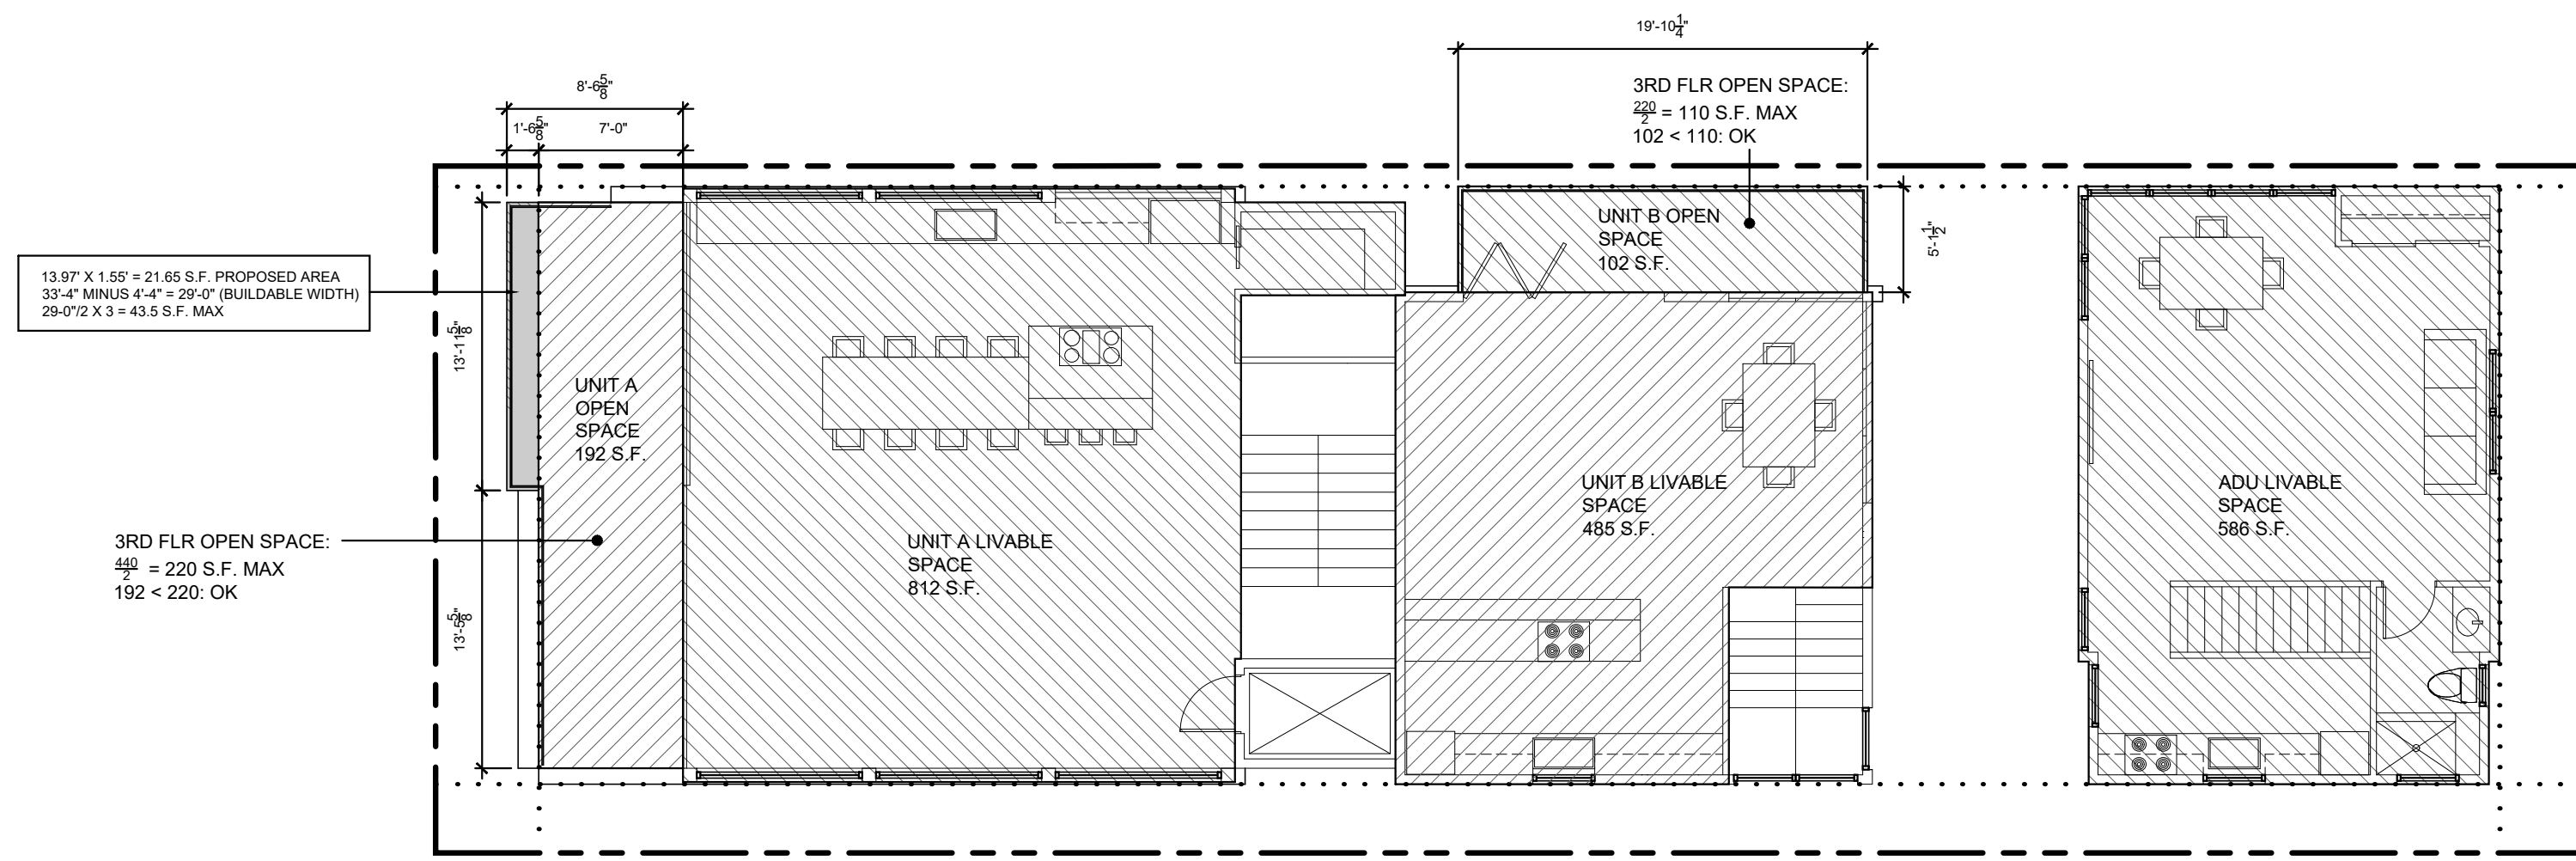 19'-10 1/4"
3RD FLR OPEN SPACE:
220/2 = 110 S.F. MAX
102 < 110: OK
8'-6 5/8"
1'-6 5/8"
7'-0"
UNIT B OPEN
SPACE
102 S.F.
5'-1 1/2"
13.97' X 1.55' = 21.65 S.F. PROPOSED AREA
33'-4" MINUS 4'-4" = 29'-0" (BUILDABLE WIDTH)
29-0"/2 X 3 = 43.5 S.F. MAX
13'-11 5/8"
UNIT A
OPEN
SPACE
192 S.F.
UNIT B LIVABLE
SPACE
485 S.F.
ADU LIVABLE
SPACE
586 S.F.
3RD FLR OPEN SPACE:
440/2 = 220 S.F. MAX
192 < 220: OK
UNIT A LIVABLE
SPACE
812 S.F.
13'-5 5/8"